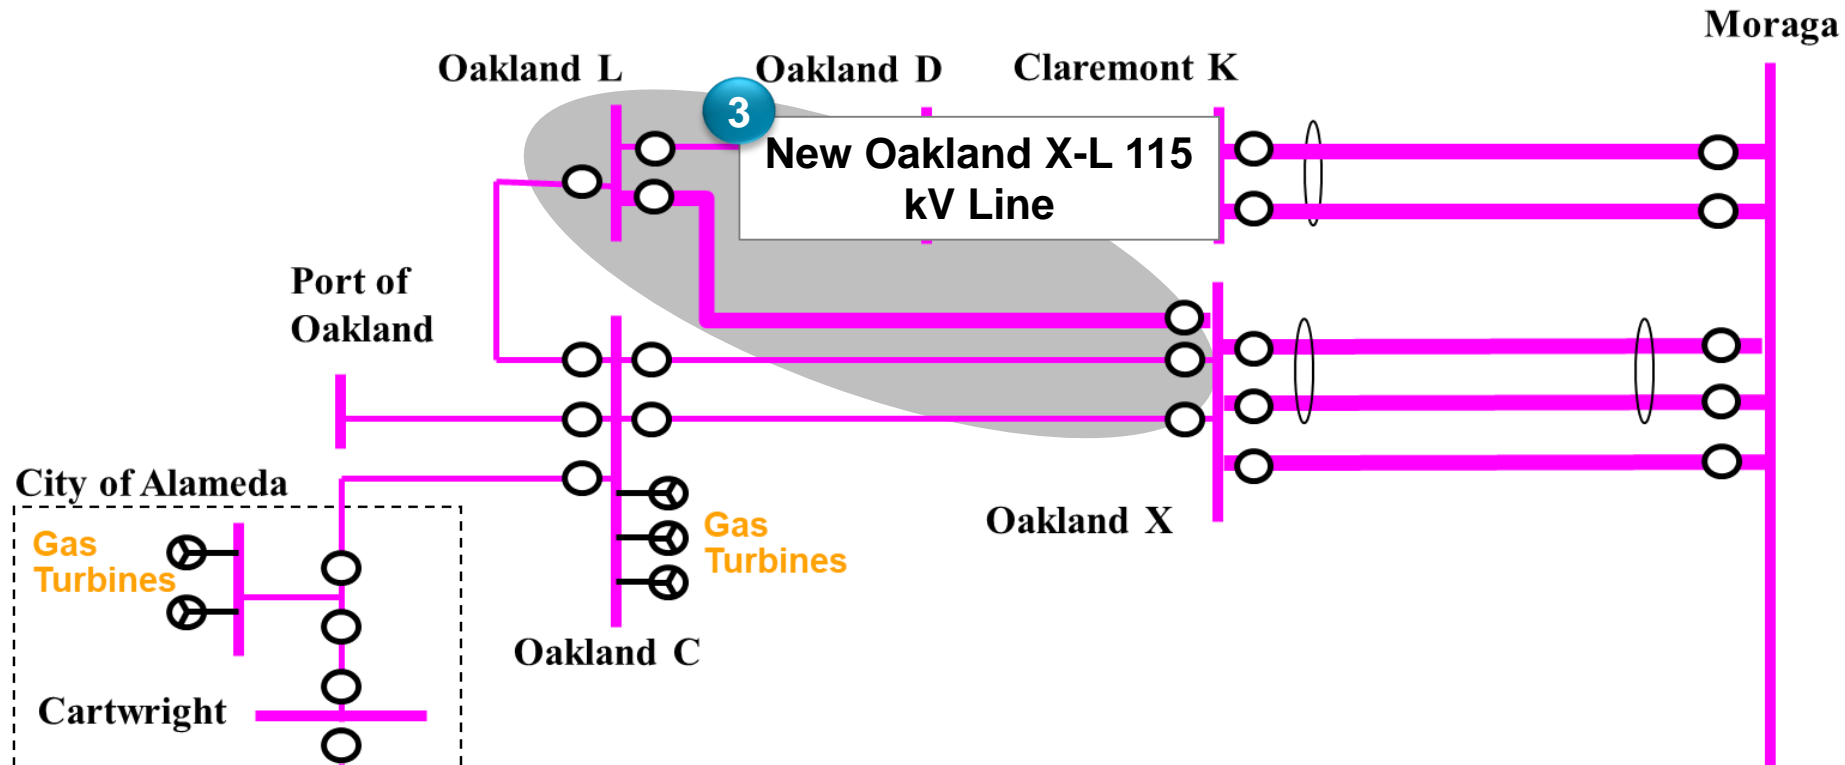 Moraga
Oakland L
Oakland D
Claremont K
3
New Oakland X-L 115
kV Line
Port of
Oakland
City of Alameda
Gas
Turbines
Gas
Turbines
Oakland X
Oakland C
Cartwright